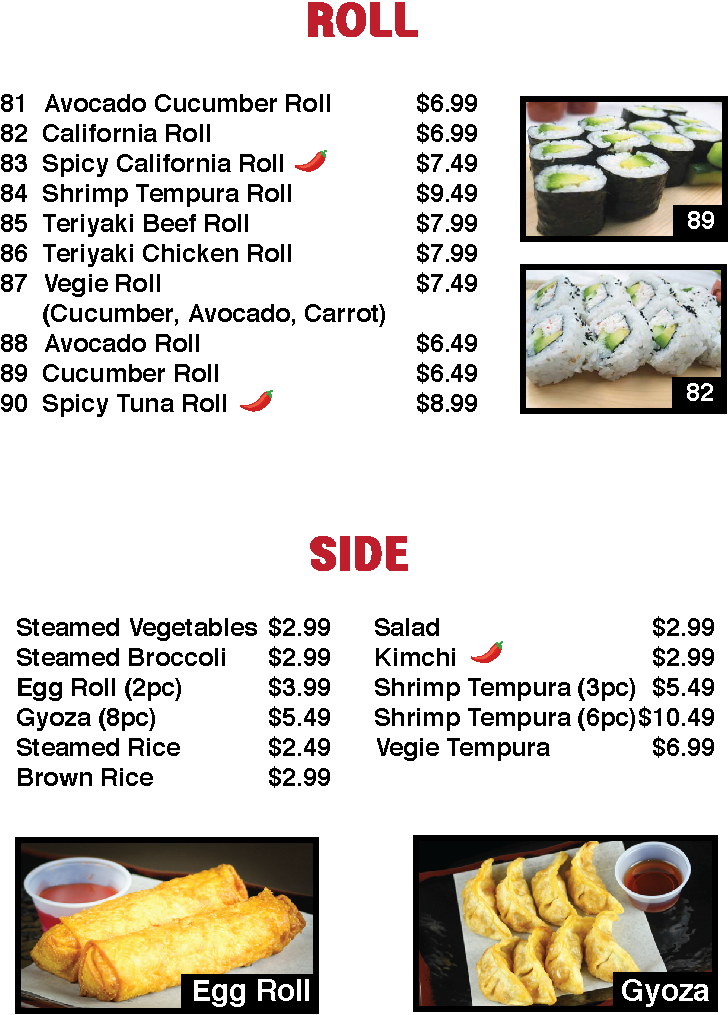 ROLL
81 Avocado Cucumber Roll $6.99
82 California Roll $6.99
83 Spicy California Roll $7.49
84 Shrimp Tempura Roll $9.49
85 Teriyaki Beef Roll $7.99
86 Teriyaki Chicken Roll $7.99
87 Vegie Roll $7.49
(Cucumber, Avocado, Carrot)
88 Avocado Roll $6.49
89 Cucumber Roll $6.49
90 Spicy Tuna Roll $8.99
89
82
SIDE
Steamed Vegetables $2.99
Steamed Broccoli $2.99
Egg Roll (2pc) $3.99
Gyoza (8pc) $5.49
Steamed Rice $2.49
Brown Rice $2.99
Salad $2.99
Kimchi $2.99
Shrimp Tempura (3pc) $5.49
Shrimp Tempura (6pc) $10.49
Vegie Tempura $6.99
Egg Roll
Gyoza